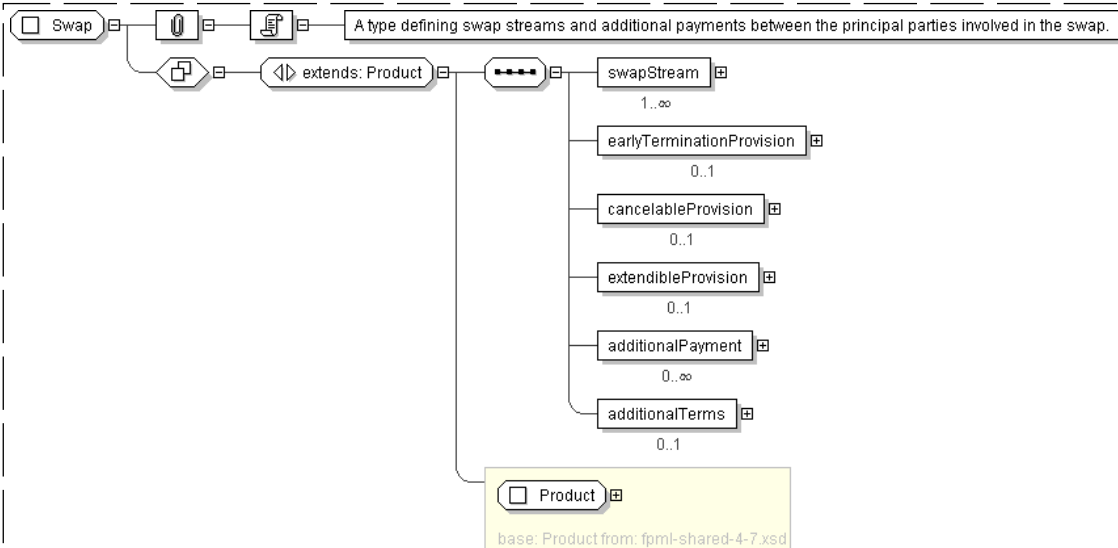 Swap
A type defining swap streams and additional payments between the principal parties involved in the swap.
extends: Product
swapStream
1..∞
earlyTerminationProvision
0..1
cancelableProvision
0..1
extendibleProvision
0..1
additionalPayment
0..∞
additionalTerms
0..1
Product
base: Product from: fpml-shared-4-7.xsd